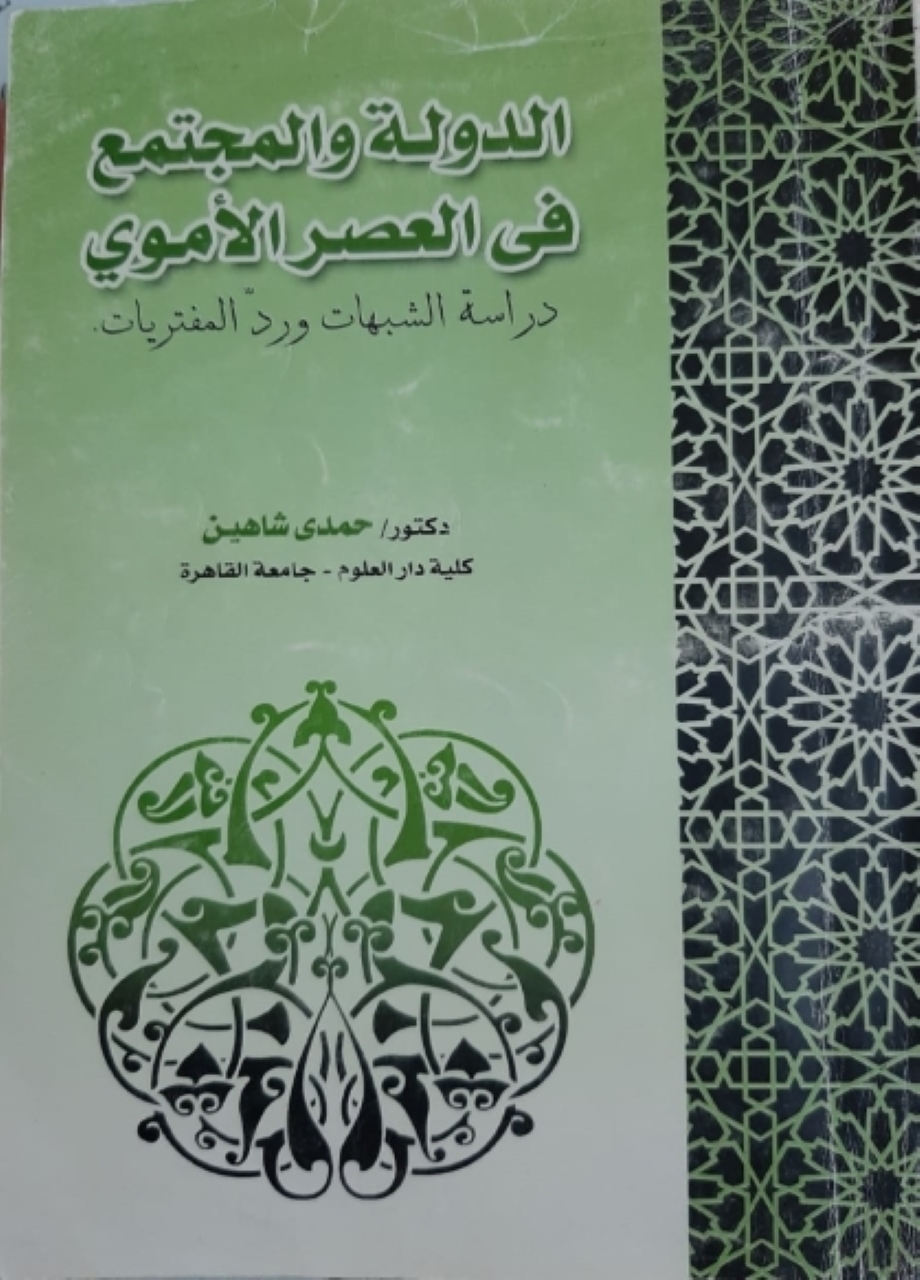 الدولة والمجتمع
فى العصر الأموي
دراسة الشبهات وردّ المفتريات.
دكتور/ حمدى شاهين
كلية دار العلوم - جامعة القاهرة